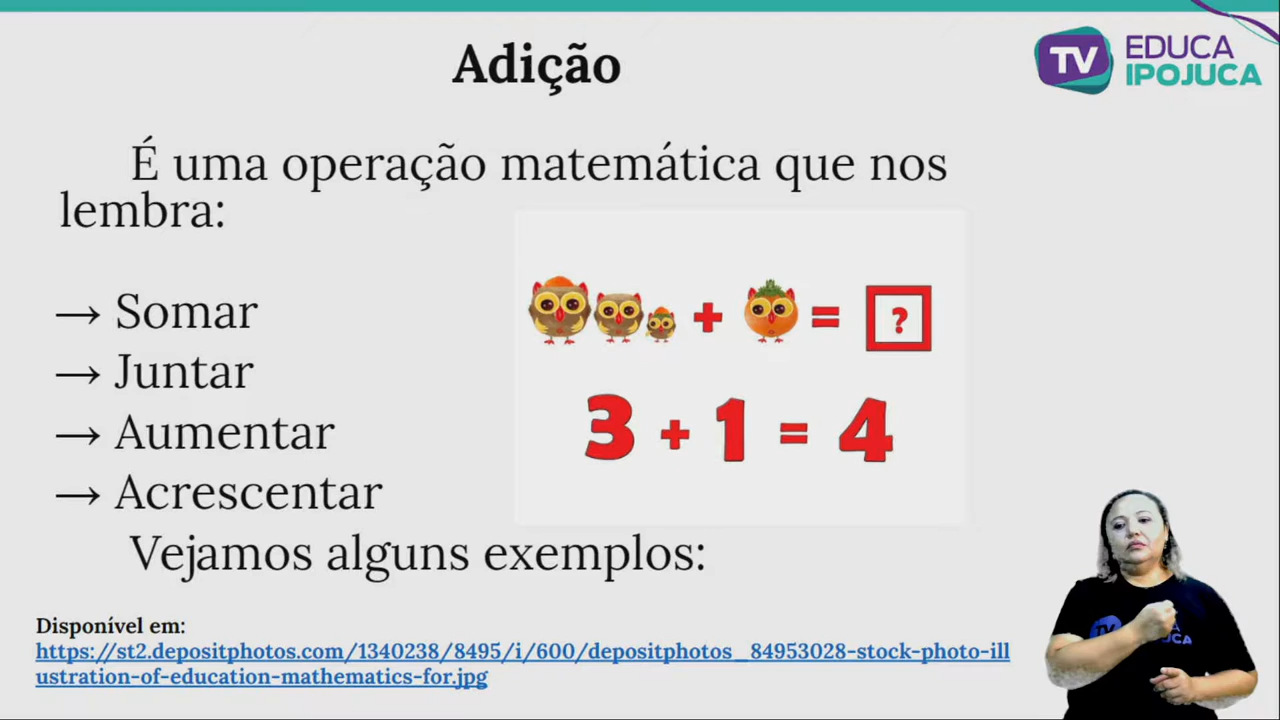 Adição
TV EDUCA
IPOJUCA
É uma operação matemática que nos
lembra:
→ Somar
→ Juntar
→ Aumentar
→ Acrescentar
+ = ?
3 + 1 = 4
Vejamos alguns exemplos:
Disponível em:
https://st2.depositphotos.com/1340238/8495/i/600/depositphotos_84953028-stock-photo-ill
ustration-of-education-mathematics-for.jpg
TV